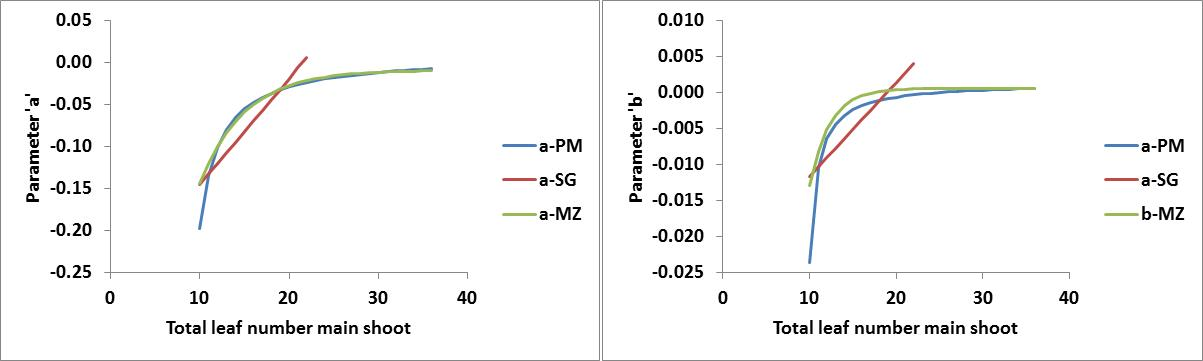 0.05
0.00
-0.05
-0.10
-0.15
-0.20
-0.25
0 10 20 30 40
Parameter 'a'
Total leaf number main shoot
a-PM
a-SG
a-MZ
0.010
0.005
0.000
-0.005
-0.010
-0.015
-0.020
-0.025
0 10 20 30 40
Parameter 'b'
Total leaf number main shoot
a-PM
a-SG
b-MZ